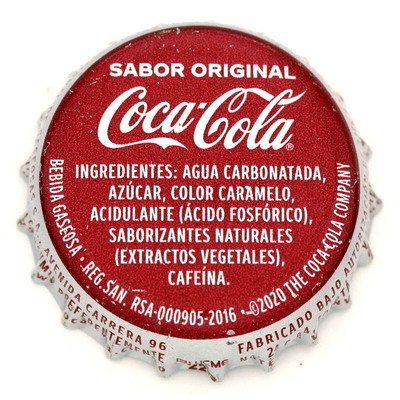 SABOR ORIGINAL
Coca-Cola®
INGREDIENTES: AGUA CARBONATADA,
AZÚCAR, COLOR CARAMELO,
ACIDULANTE (ÁCIDO FOSFÓRICO),
SABORIZANTES NATURALES
(EXTRACTOS VEGETALES),
CAFEÍNA.
BEBIDA GASEOSA • REG. SAN. RSA-000905-2016 • ©2020 THE COCA-COLA COMPANY
AVENIDA CARRERA 96
FABRICADO BAJO